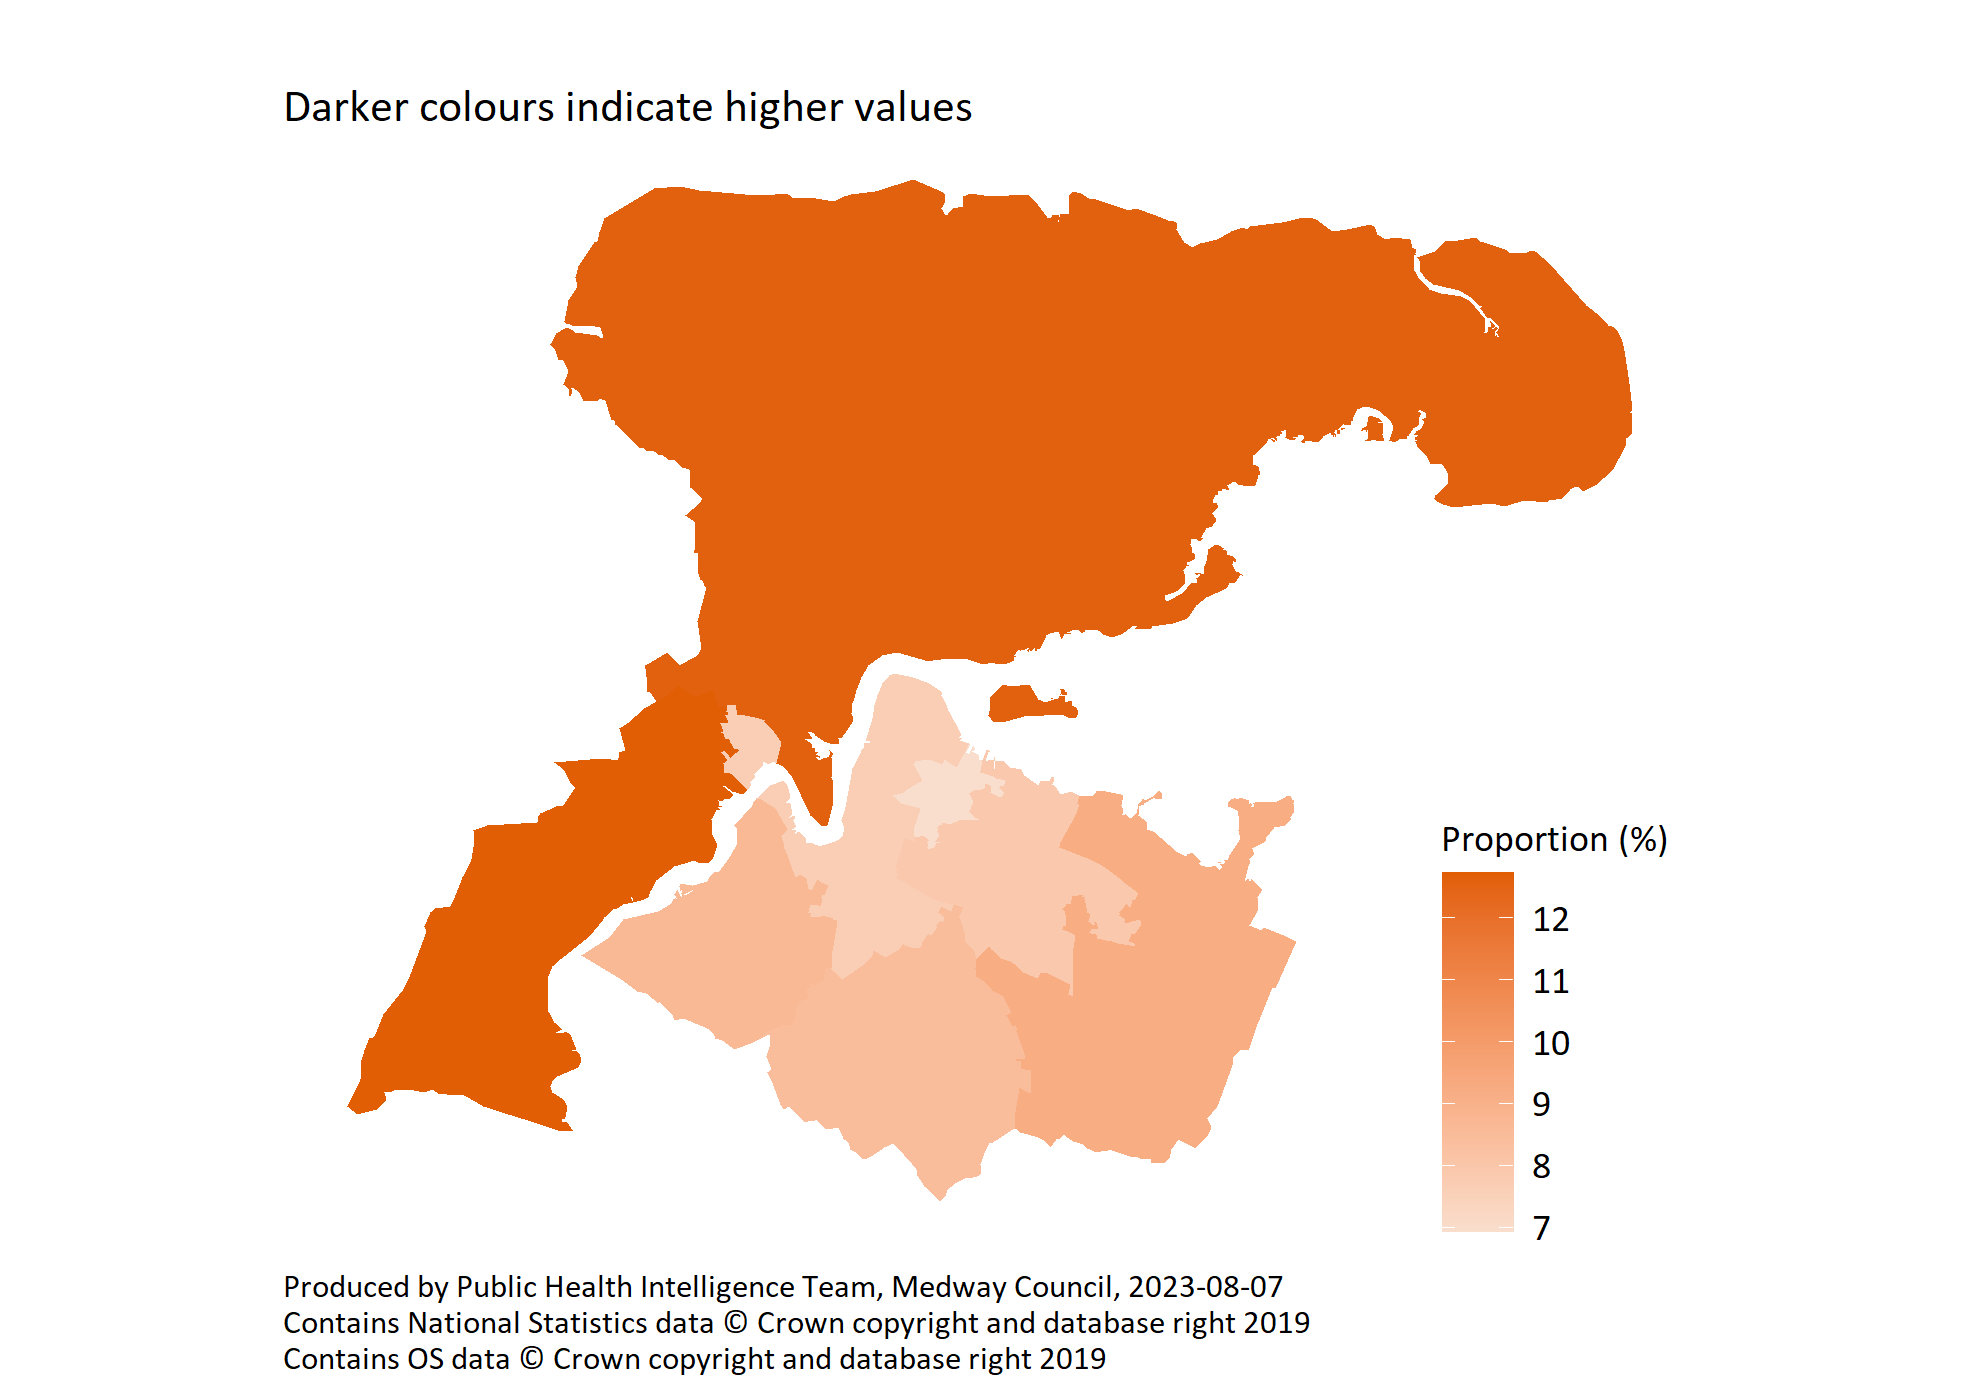 Darker colours indicate higher values
Proportion (%)
12
11
10
9
8
7
Produced by Public Health Intelligence Team, Medway Council, 2023-08-07
Contains National Statistics data © Crown copyright and database right 2019
Contains OS data © Crown copyright and database right 2019